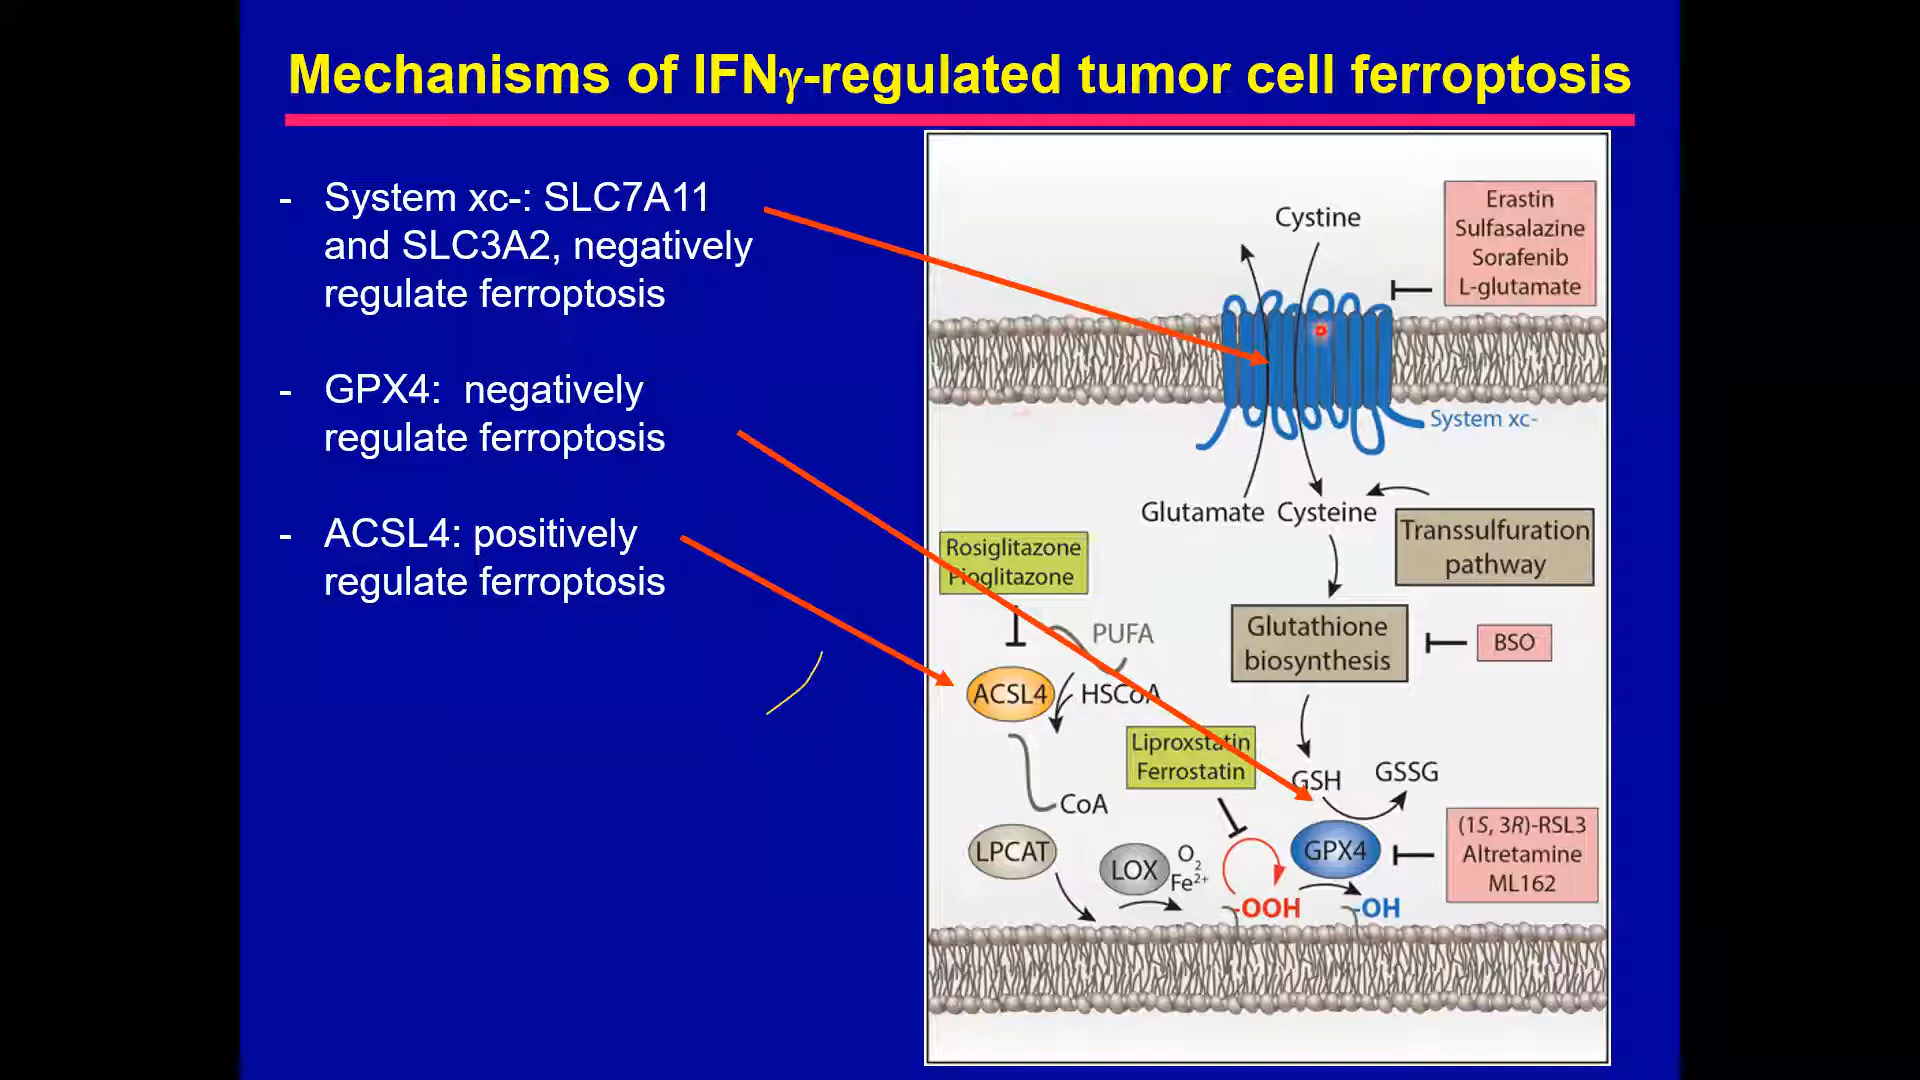 Mechanisms of IFNγ-regulated tumor cell ferroptosis
- System xc-: SLC7A11
and SLC3A2, negatively
regulate ferroptosis
- GPX4: negatively
regulate ferroptosis
- ACSL4: positively
regulate ferroptosis
Cystine
Erastin
Sulfasalazine
Sorafenib
L-glutamate
System xc-
Glutamate
Cysteine
Transsulfuration
pathway
Rosiglitazone
Pioglitazone
PUFA
Glutathione
biosynthesis
BSO
ACSL4
HSCoA
Liproxstatin
Ferrostatin
GSH
GSSG
CoA
LPCAT
LOX
O₂
Fe²⁺
GPX4
(1S, 3R)-RSL3
Altretamine
ML162
-OOH
-OH